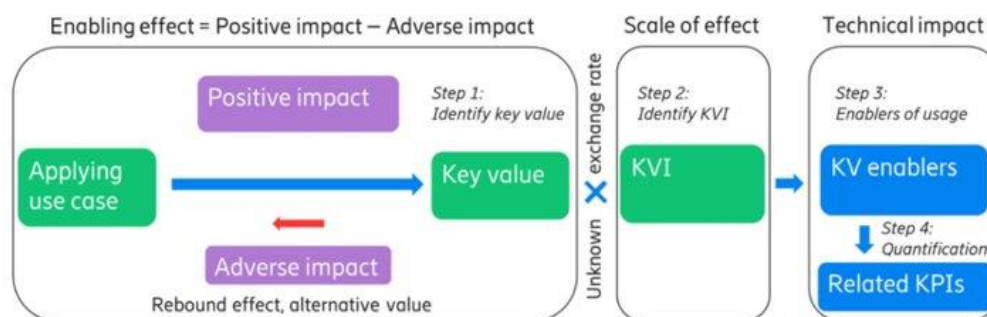 Enabling effect = Positive impact – Adverse impact
Scale of effect
Technical impact
Positive impact
Step 1:
Identify key value
Applying
use case
Key value
Adverse impact
Rebound effect, alternative value
Unknown × exchange rate
Step 2:
Identify KVI
KVI
Step 3:
Enablers of usage
KV enablers
Step 4:
Quantification
Related KPIs